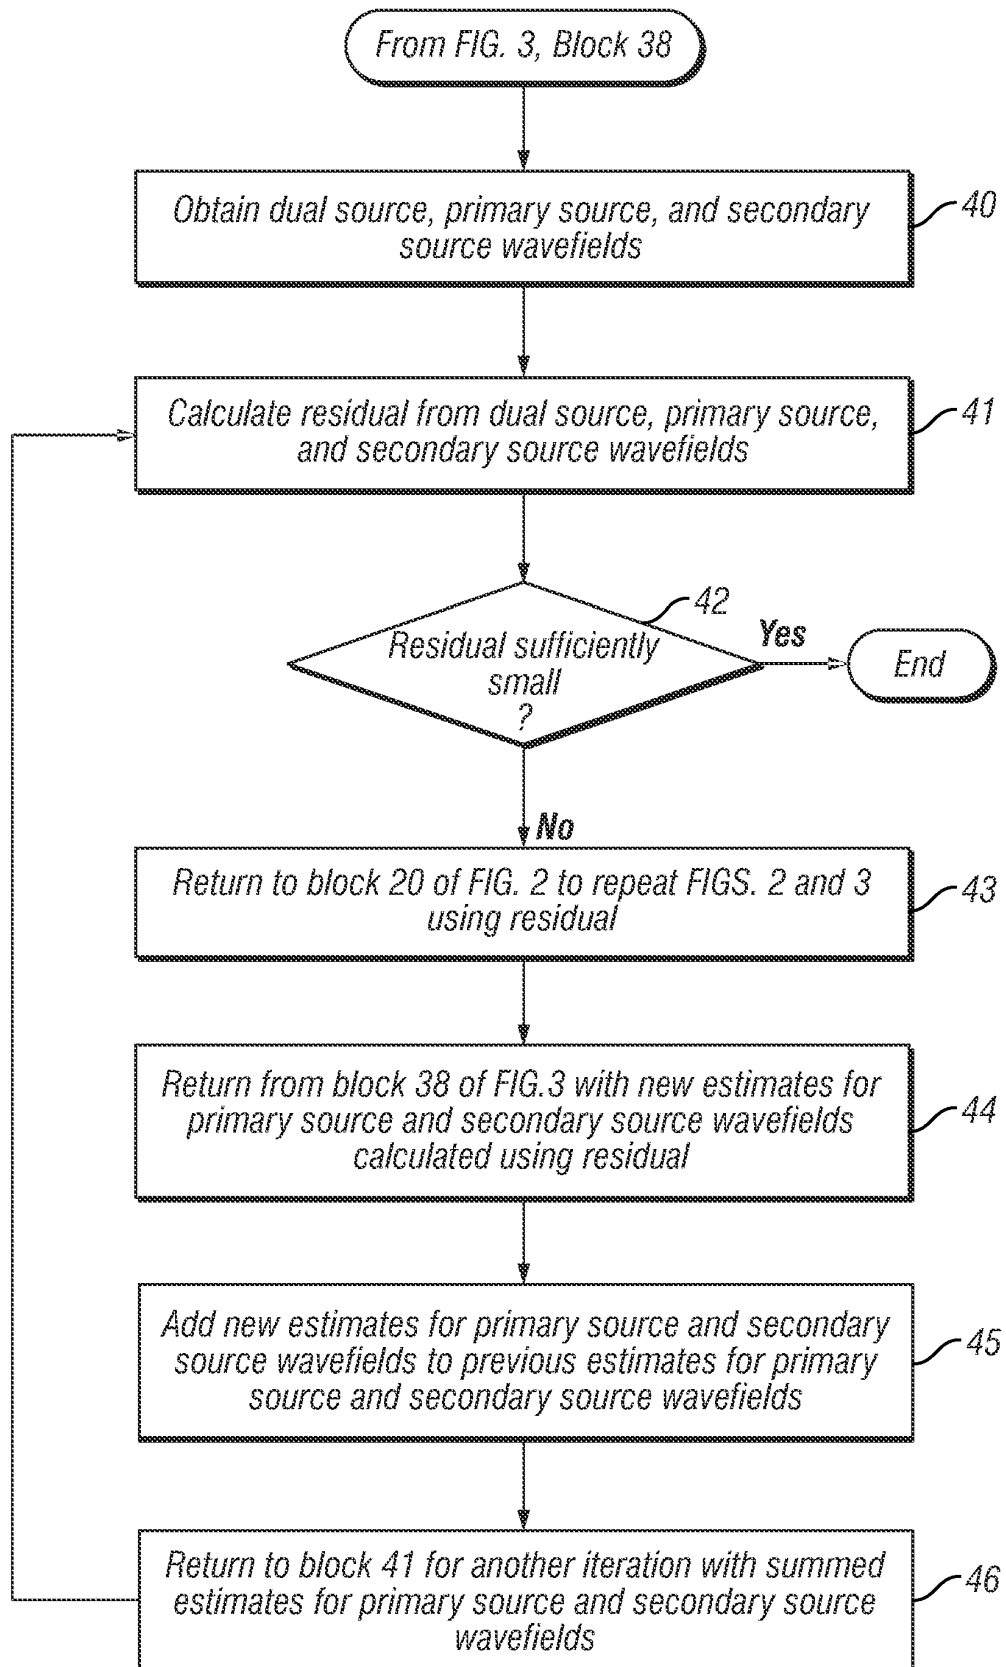 From FIG. 3, Block 38
Obtain dual source, primary source, and secondary
source wavefields
40
Calculate residual from dual source, primary source,
and secondary source wavefields
41
42
Residual sufficiently
small
?
Yes
End
No
Return to block 20 of FIG. 2 to repeat FIGS. 2 and 3
using residual
43
Return from block 38 of FIG.3 with new estimates for
primary source and secondary source wavefields
calculated using residual
44
Add new estimates for primary source and secondary
source wavefields to previous estimates for primary
source and secondary source wavefields
45
Return to block 41 for another iteration with summed
estimates for primary source and secondary source
wavefields
46